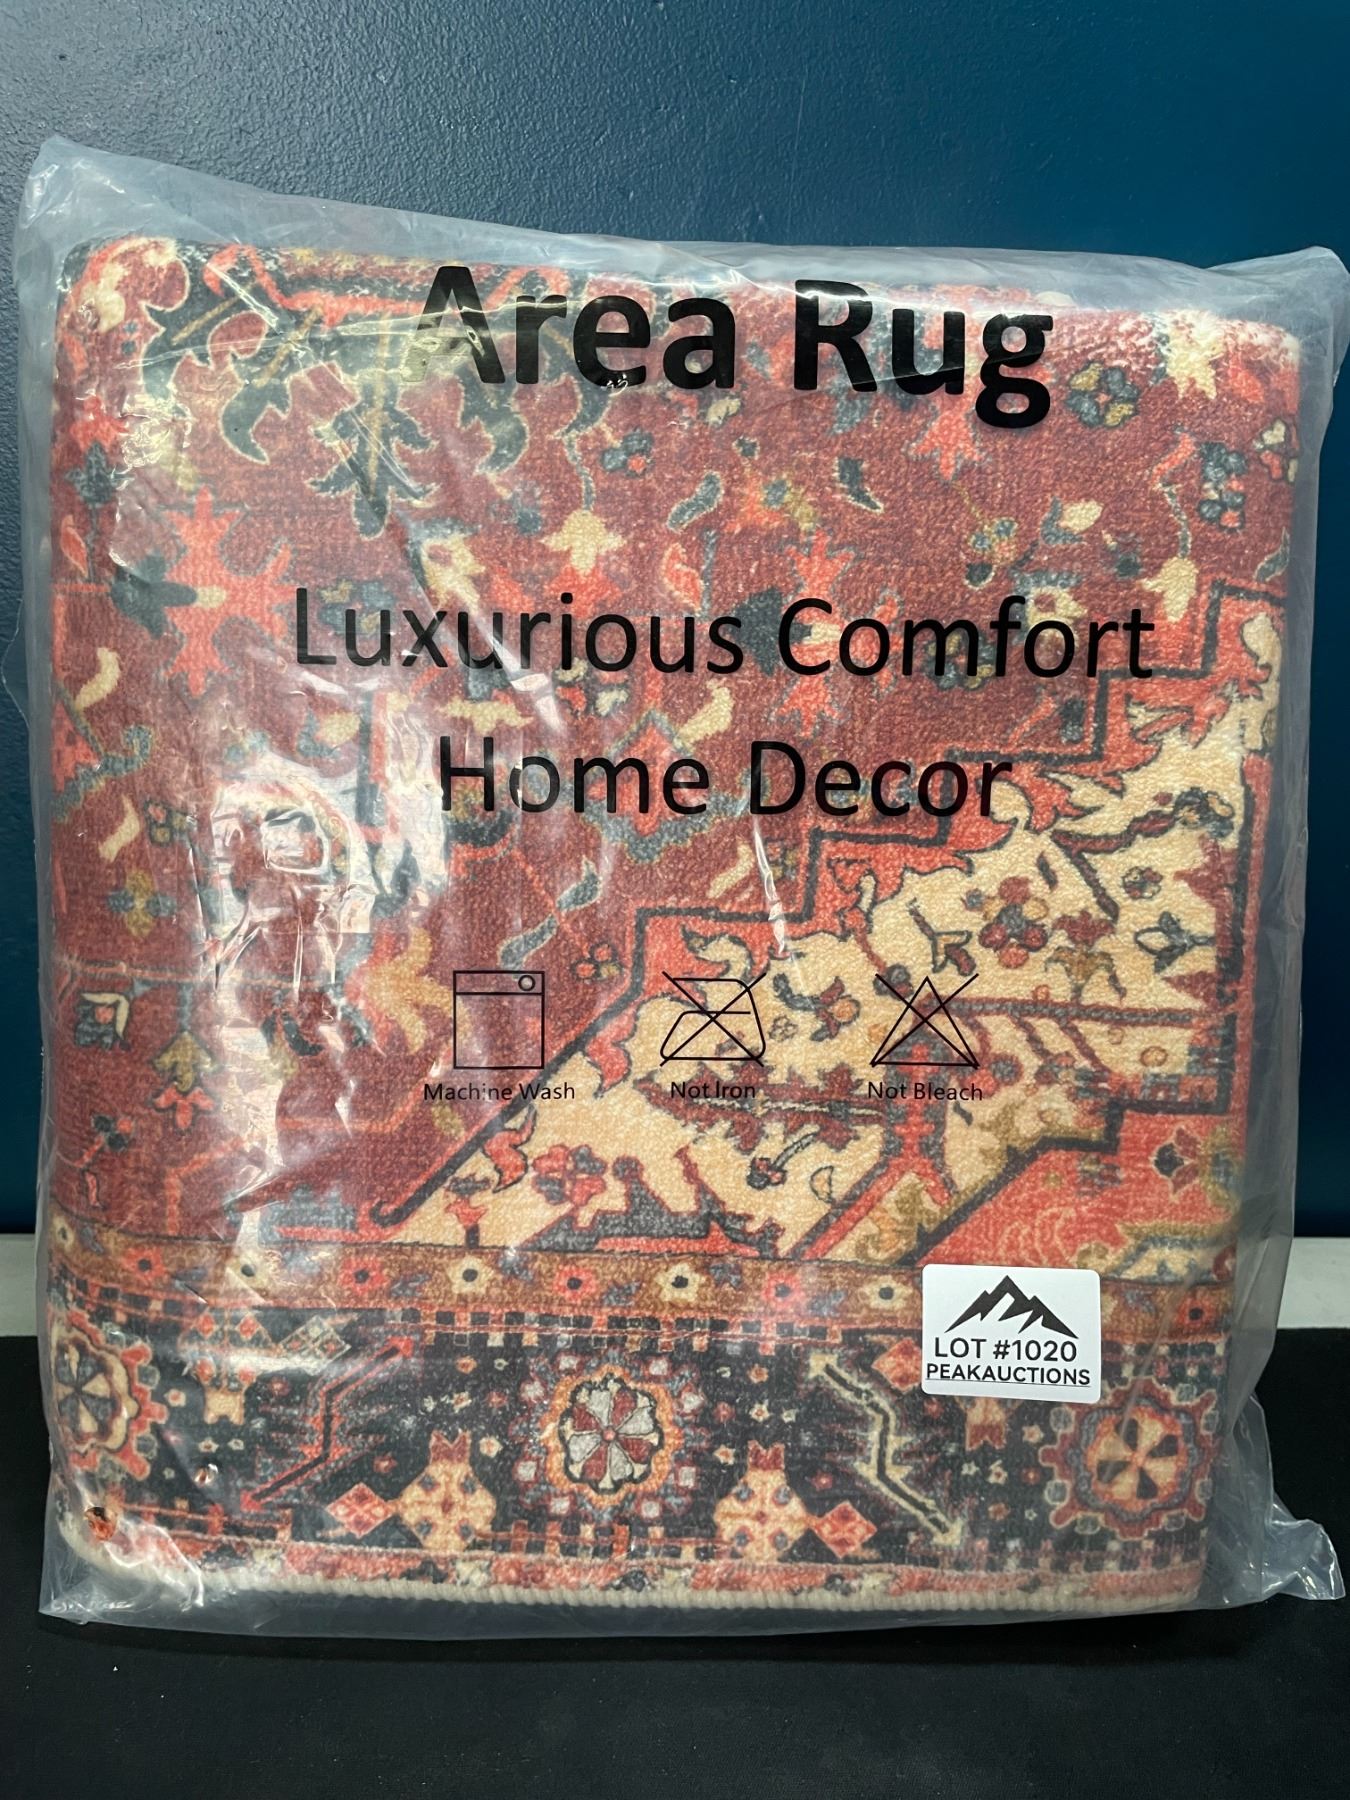 Area Rug
Luxurious Comfort
Home Decor
Machine Wash
Not Iron
Not Bleach
LOT #1020
PEAKAUCTIONS